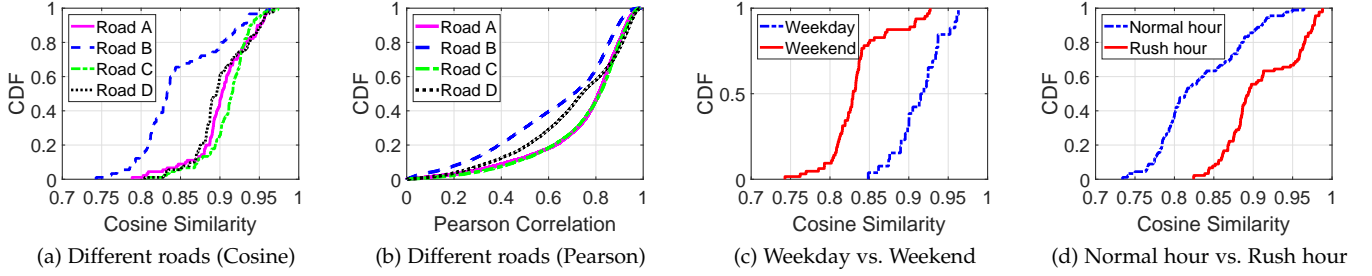 CDF
1
0.8
0.6
0.4
0.2
0
Road A
Road B
Road C
Road D
0.7 0.75 0.8 0.85 0.9 0.95 1
Cosine Similarity
(a) Different roads (Cosine)
CDF
1
0.8
0.6
0.4
0.2
0
Road A
Road B
Road C
Road D
0 0.2 0.4 0.6 0.8 1
Pearson Correlation
(b) Different roads (Pearson)
CDF
1
0.5
0
Weekday
Weekend
0.7 0.75 0.8 0.85 0.9 0.95 1
Cosine Similarity
(c) Weekday vs. Weekend
CDF
1
0.8
0.6
0.4
0.2
0
Normal hour
Rush hour
0.7 0.75 0.8 0.85 0.9 0.95 1
Cosine Similarity
(d) Normal hour vs. Rush hour